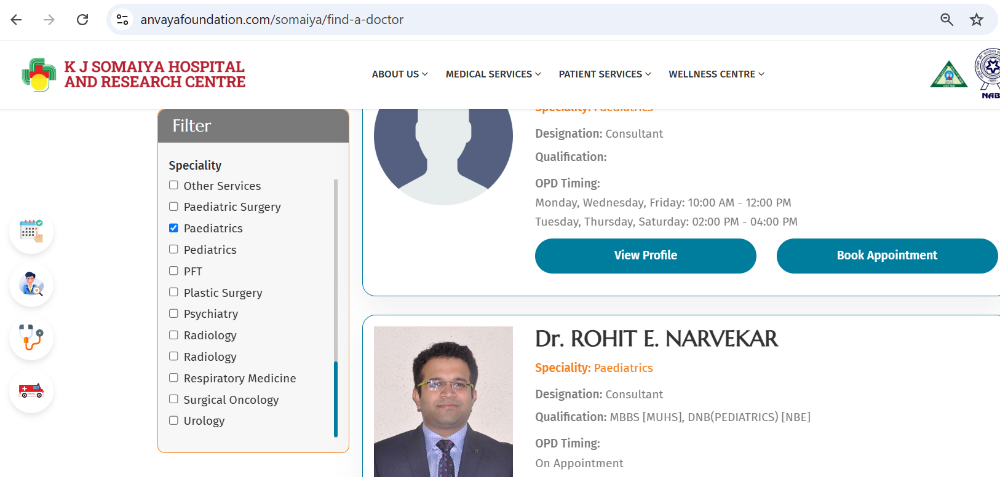 anvayafoundation.com/somaiya/find-a-doctor
K J SOMAIYA HOSPITAL
AND RESEARCH CENTRE
ABOUT US
MEDICAL SERVICES
PATIENT SERVICES
WELLNESS CENTRE
NAB
Filter
Speciality
Other Services
Paediatric Surgery
Paediatrics
Pediatrics
PFT
Plastic Surgery
Psychiatry
Radiology
Radiology
Respiratory Medicine
Surgical Oncology
Urology
Speciality: Paediatrics
Designation: Consultant
Qualification:
OPD Timing:
Monday, Wednesday, Friday: 10:00 AM - 12:00 PM
Tuesday, Thursday, Saturday: 02:00 PM - 04:00 PM
View Profile
Book Appointment
Dr. ROHIT E. NARVEKAR
Speciality: Paediatrics
Designation: Consultant
Qualification: MBBS [MUHS], DNB(PEDIATRICS) [NBE]
OPD Timing:
On Appointment